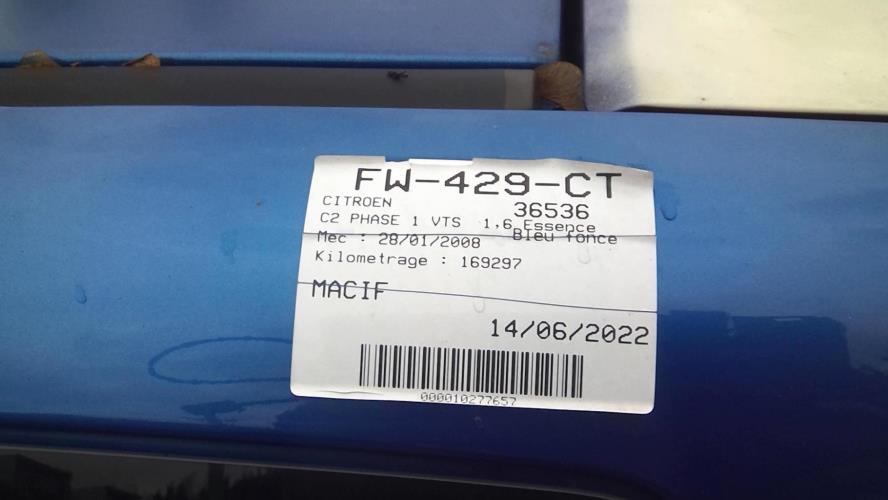 FW-429-CT
CITROEN 36536
C2 PHASE 1 VTS 1,6 Essence
Mec : 28/01/2008 Bleu fonce
Kilometrage : 169297
MACIF
14/06/2022
000010277657